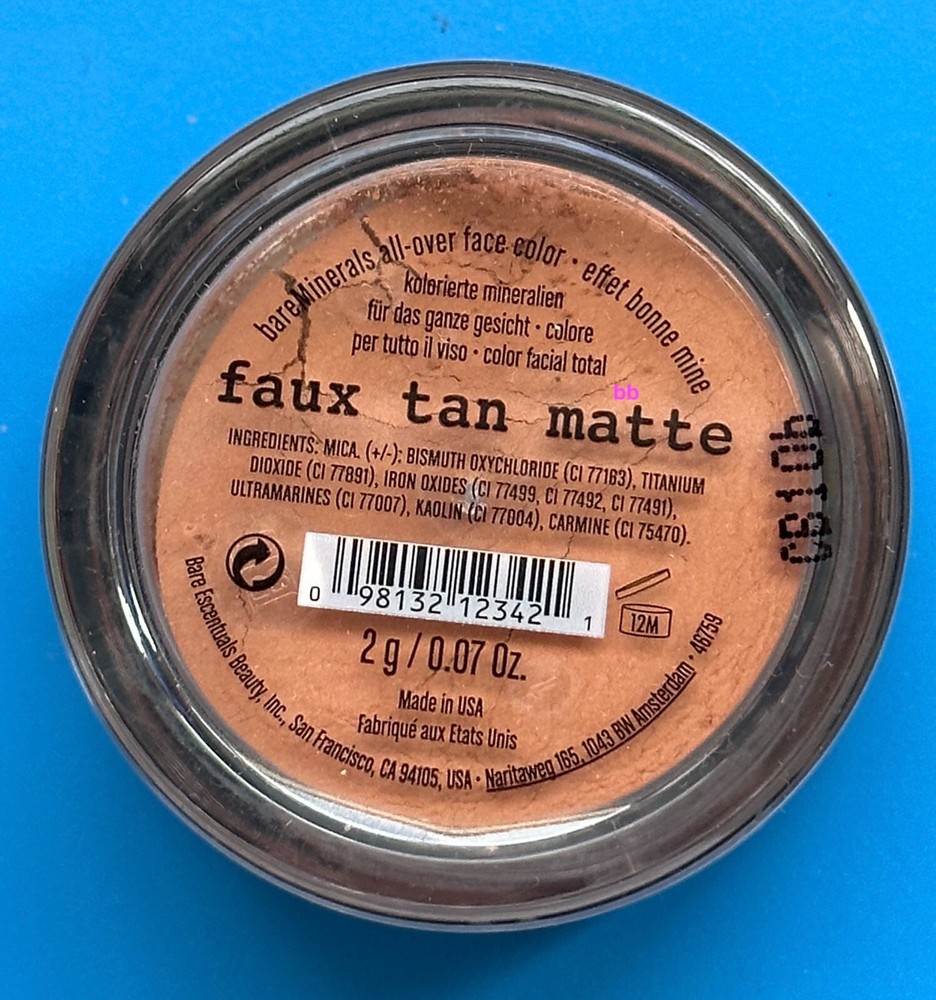 bareMinerals all-over face color • effet bonne mine
kolorierte mineralien
für das ganze gesicht • colore
per tutto il viso • color facial total
faux tan matte
bb
INGREDIENTS: MICA. (+/-): BISMUTH OXYCHLORIDE (CI 77163), TITANIUM
DIOXIDE (CI 77891), IRON OXIDES (CI 77499, CI 77492, CI 77491),
ULTRAMARINES (CI 77007), KAOLIN (CI 77004), CARMINE (CI 75470).
0 98132 12342 1
12M
2 g / 0.07 Oz.
Made in USA
Fabriqué aux Etats Unis
Bare Escentuals Beauty, Inc., San Francisco, CA 94105, USA • Naritaweg 165, 1043 BW Amsterdam • 46759